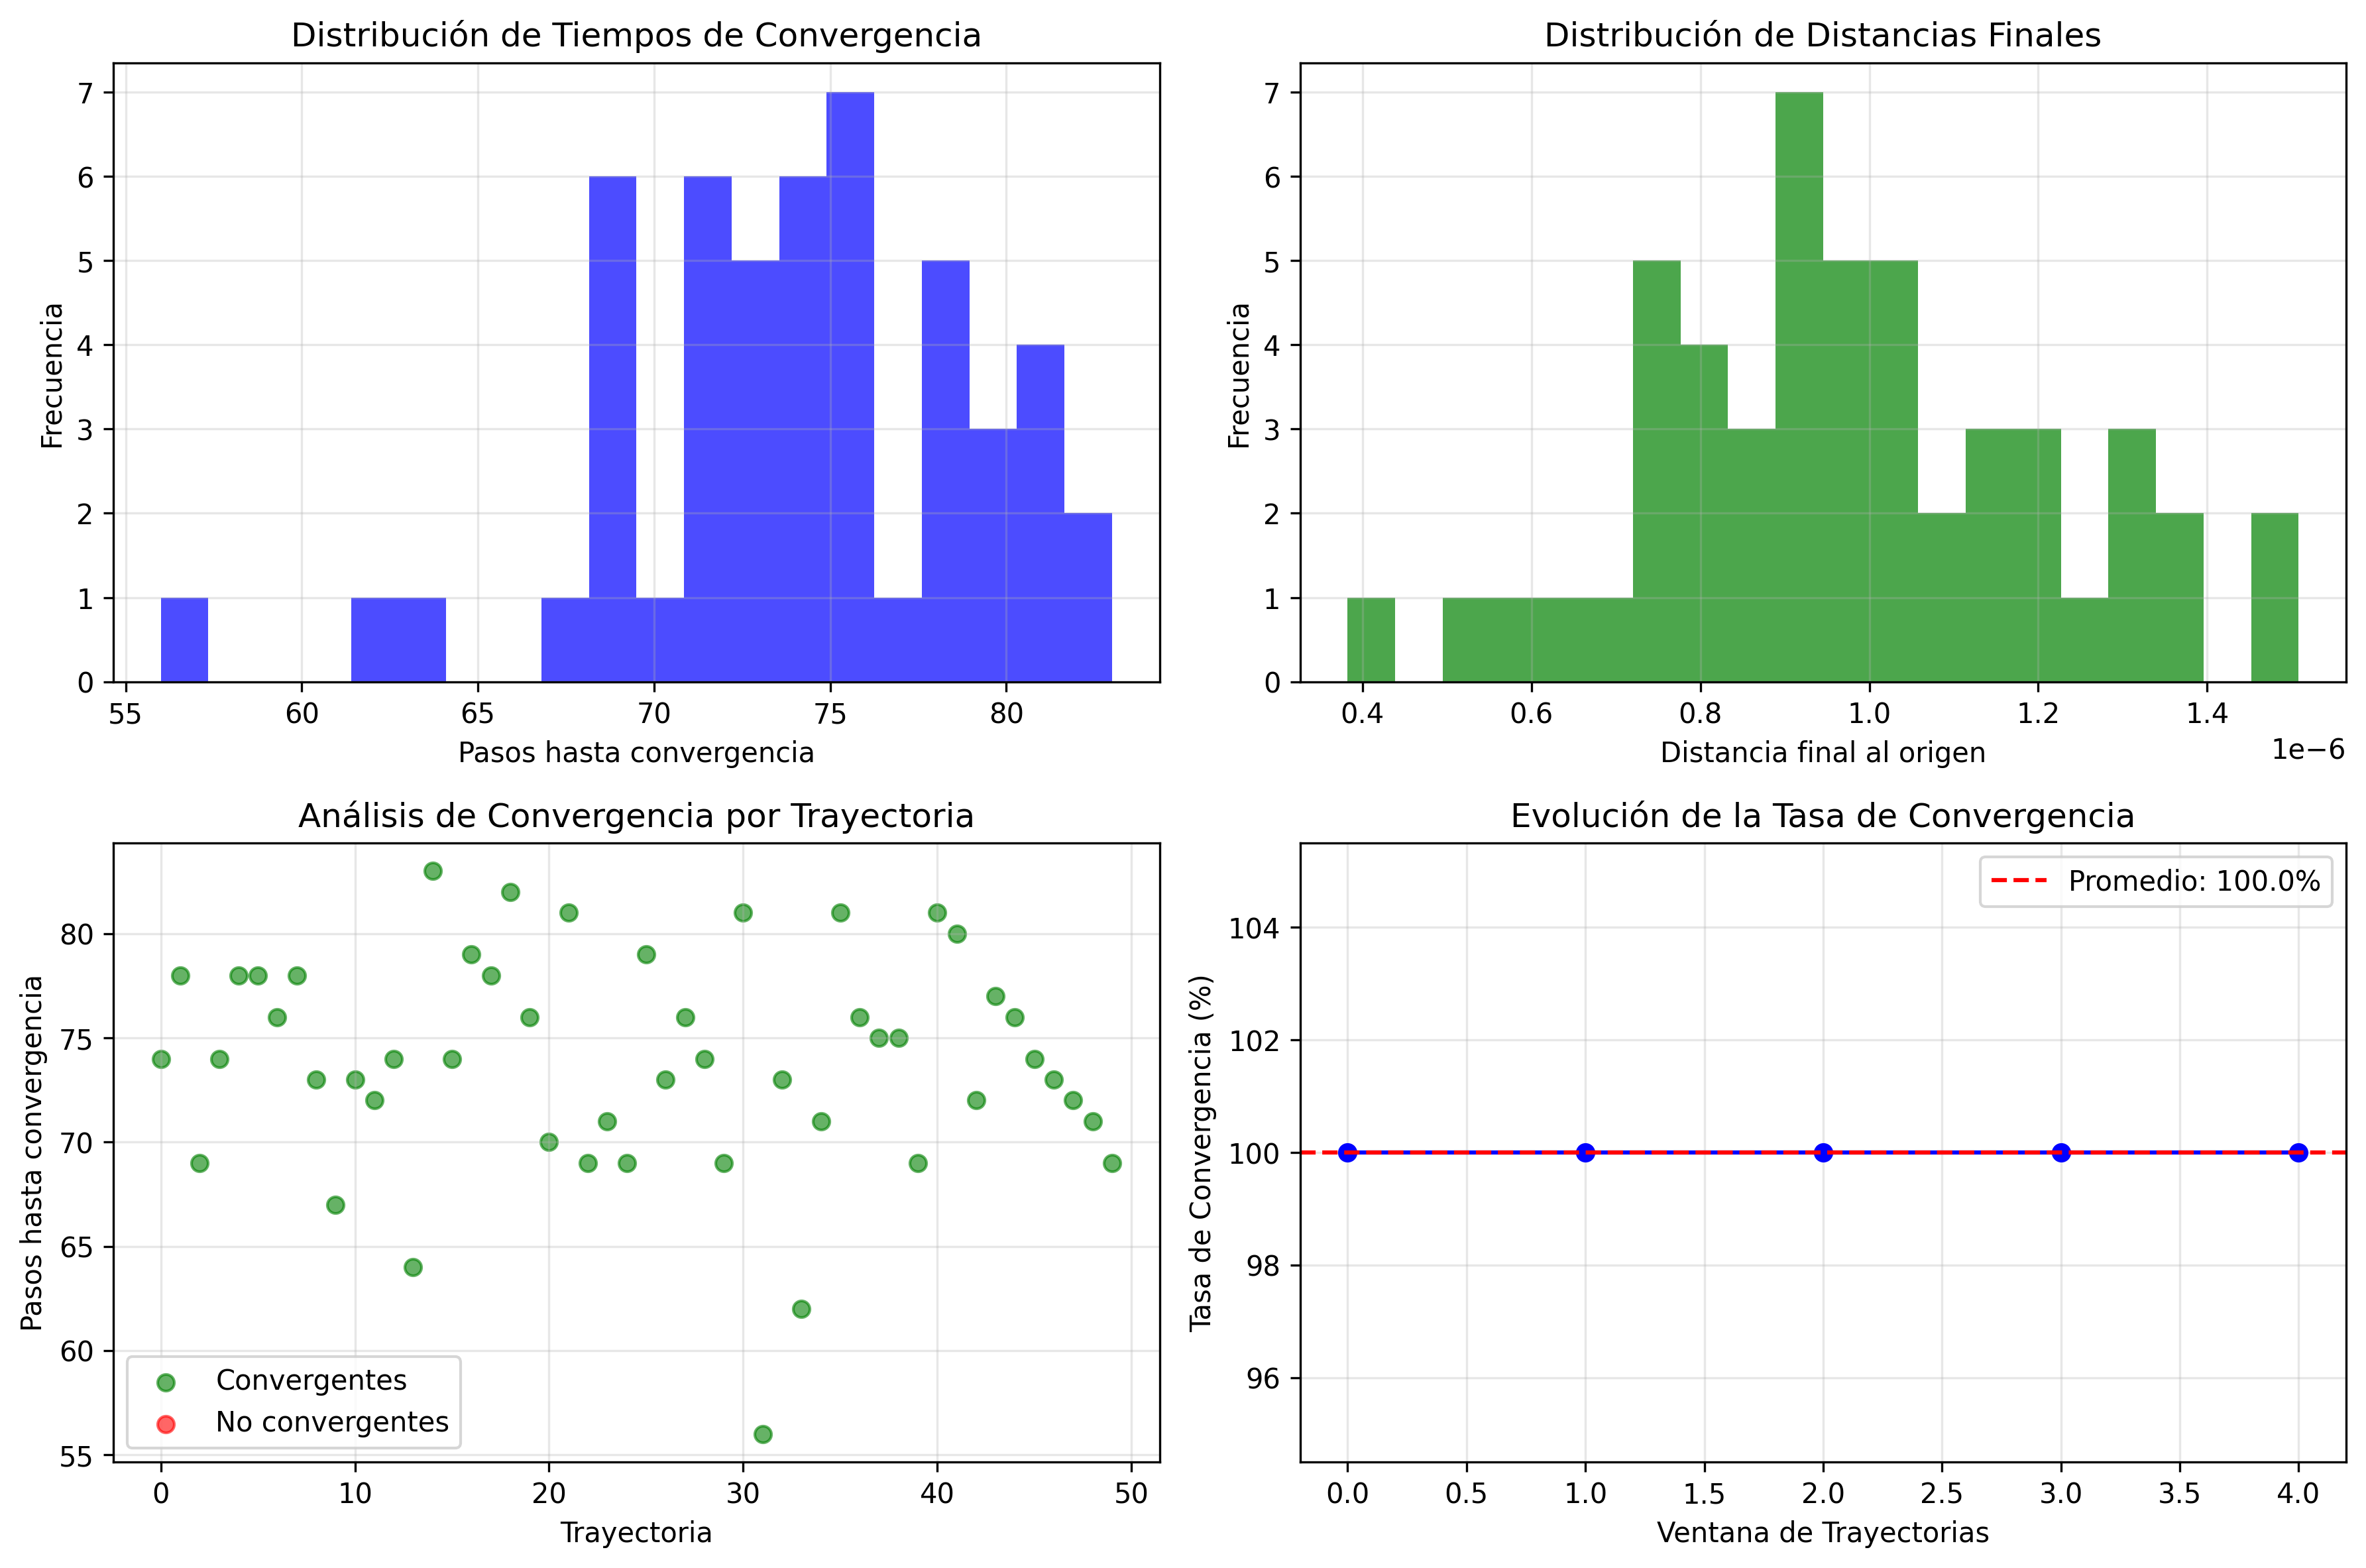 Distribución de Tiempos de Convergencia
Frecuencia
7
6
5
4
3
2
1
0
55 60 65 70 75 80
Pasos hasta convergencia
Distribución de Distancias Finales
Frecuencia
7
6
5
4
3
2
1
0
0.4 0.6 0.8 1.0 1.2 1.4
1e−6
Distancia final al origen
Análisis de Convergencia por Trayectoria
Pasos hasta convergencia
80
75
70
65
60
55
Convergentes
No convergentes
0 10 20 30 40 50
Trayectoria
Evolución de la Tasa de Convergencia
Promedio: 100.0%
Tasa de Convergencia (%)
104
102
100
98
96
0.0 0.5 1.0 1.5 2.0 2.5 3.0 3.5 4.0
Ventana de Trayectorias